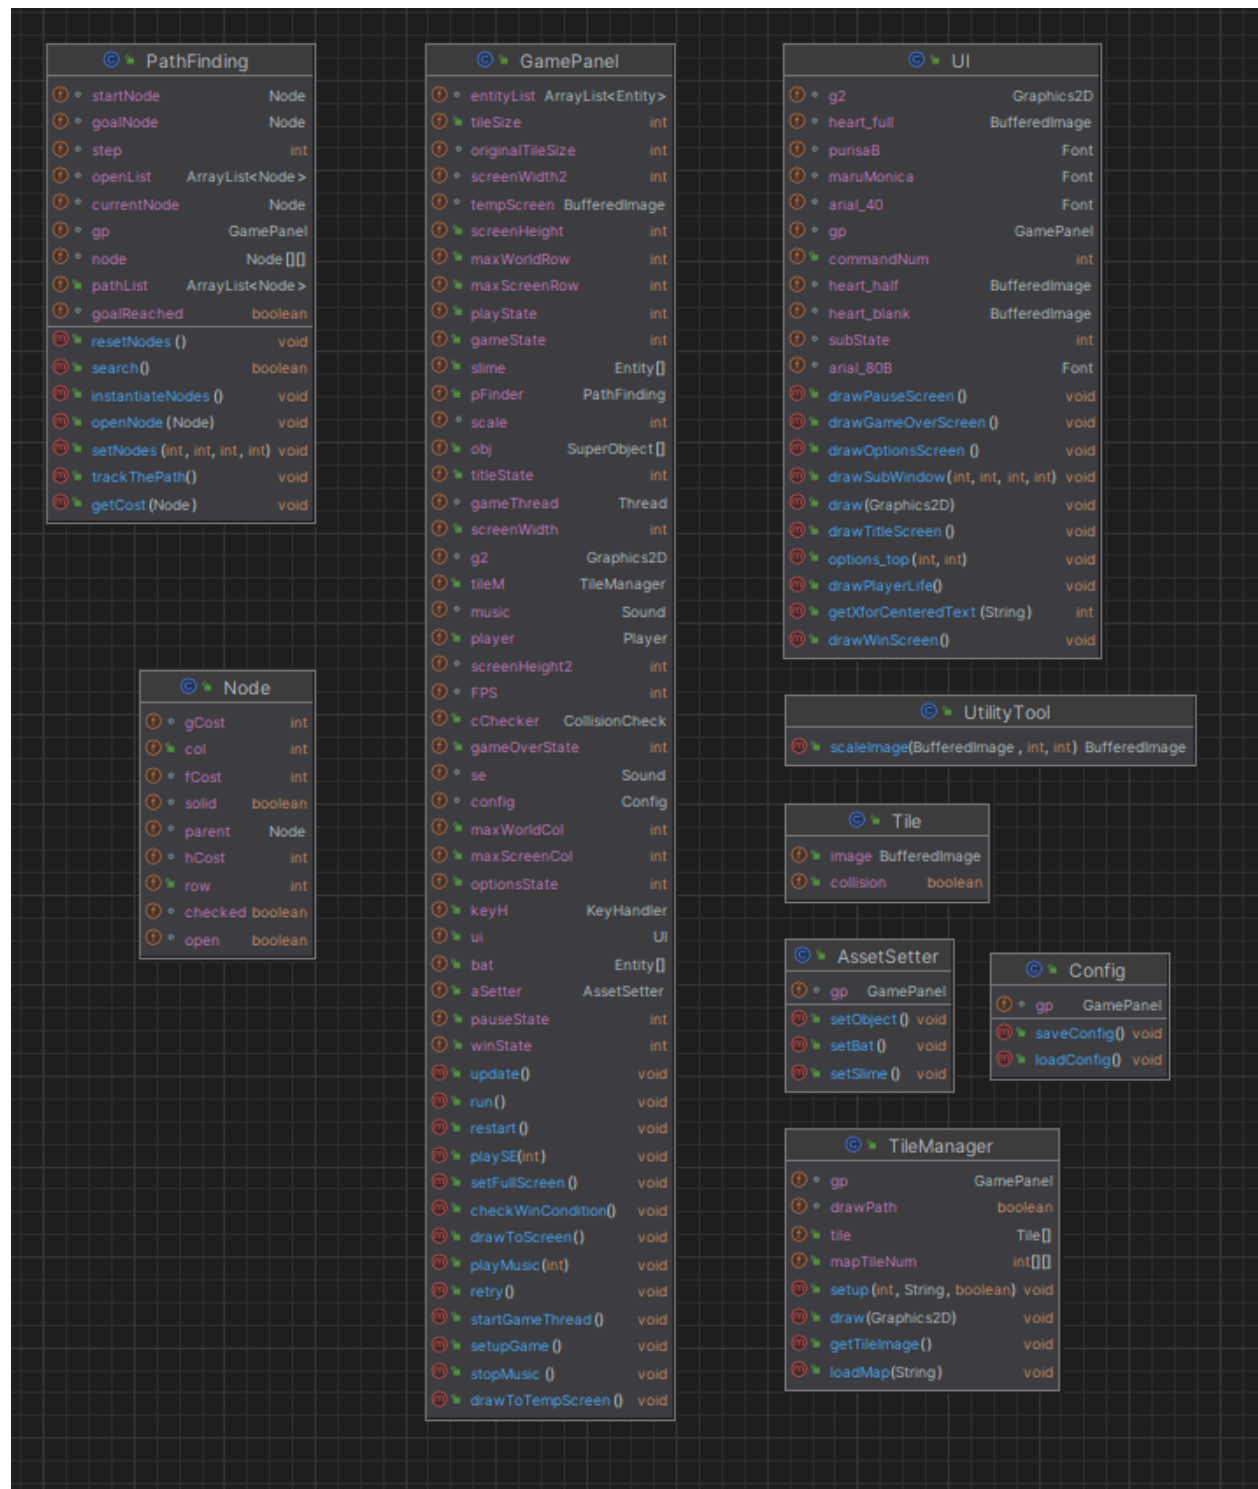 PathFinding
startNode Node
goalNode Node
step int
openList ArrayList<Node>
currentNode Node
gp GamePanel
node Node[][]
pathList ArrayList<Node>
goalReached boolean
resetNodes() void
search() boolean
instantiateNodes() void
openNode(Node) void
setNodes(int, int, int, int) void
trackThePath() void
getCost(Node) void
Node
gCost int
col int
fCost int
solid boolean
parent Node
hCost int
row int
checked boolean
open boolean
GamePanel
entityList ArrayList<Entity>
tileSize int
originalTileSize int
screenWidth2 int
tempScreen BufferedImage
screenHeight int
maxWorldRow int
maxScreenRow int
playState int
gameState int
slime Entity[]
pFinder PathFinding
scale int
obj SuperObject[]
titleState int
gameThread Thread
screenWidth int
g2 Graphics2D
tileM TileManager
music Sound
player Player
screenHeight2 int
FPS int
cChecker CollisionCheck
gameOverState int
se Sound
config Config
maxWorldCol int
maxScreenCol int
optionsState int
keyH KeyHandler
ui UI
bat Entity[]
aSetter AssetSetter
pauseState int
winState int
update() void
run() void
restart() void
playSE(int) void
setFullScreen() void
checkWinCondition() void
drawToScreen() void
playMusic(int) void
retry() void
startGameThread() void
setupGame() void
stopMusic() void
drawToTempScreen() void
UI
g2 Graphics2D
heart_full BufferedImage
purisaB Font
maruMonica Font
arial_40 Font
gp GamePanel
commandNum int
heart_half BufferedImage
heart_blank BufferedImage
subState int
arial_80B Font
drawPauseScreen() void
drawGameOverScreen() void
drawOptionsScreen() void
drawSubWindow(int, int, int, int) void
draw(Graphics2D) void
drawTitleScreen() void
options_top(int, int) void
drawPlayerLife() void
getXforCenteredText(String) int
drawWinScreen() void
UtilityTool
scaleImage(BufferedImage, int, int) BufferedImage
Tile
image BufferedImage
collision boolean
AssetSetter
gp GamePanel
setObject() void
setBat() void
setSlime() void
Config
gp GamePanel
saveConfig() void
loadConfig() void
TileManager
gp GamePanel
drawPath boolean
tile Tile[]
mapTileNum int[][]
setup(int, String, boolean) void
draw(Graphics2D) void
getTileImage() void
loadMap(String) void